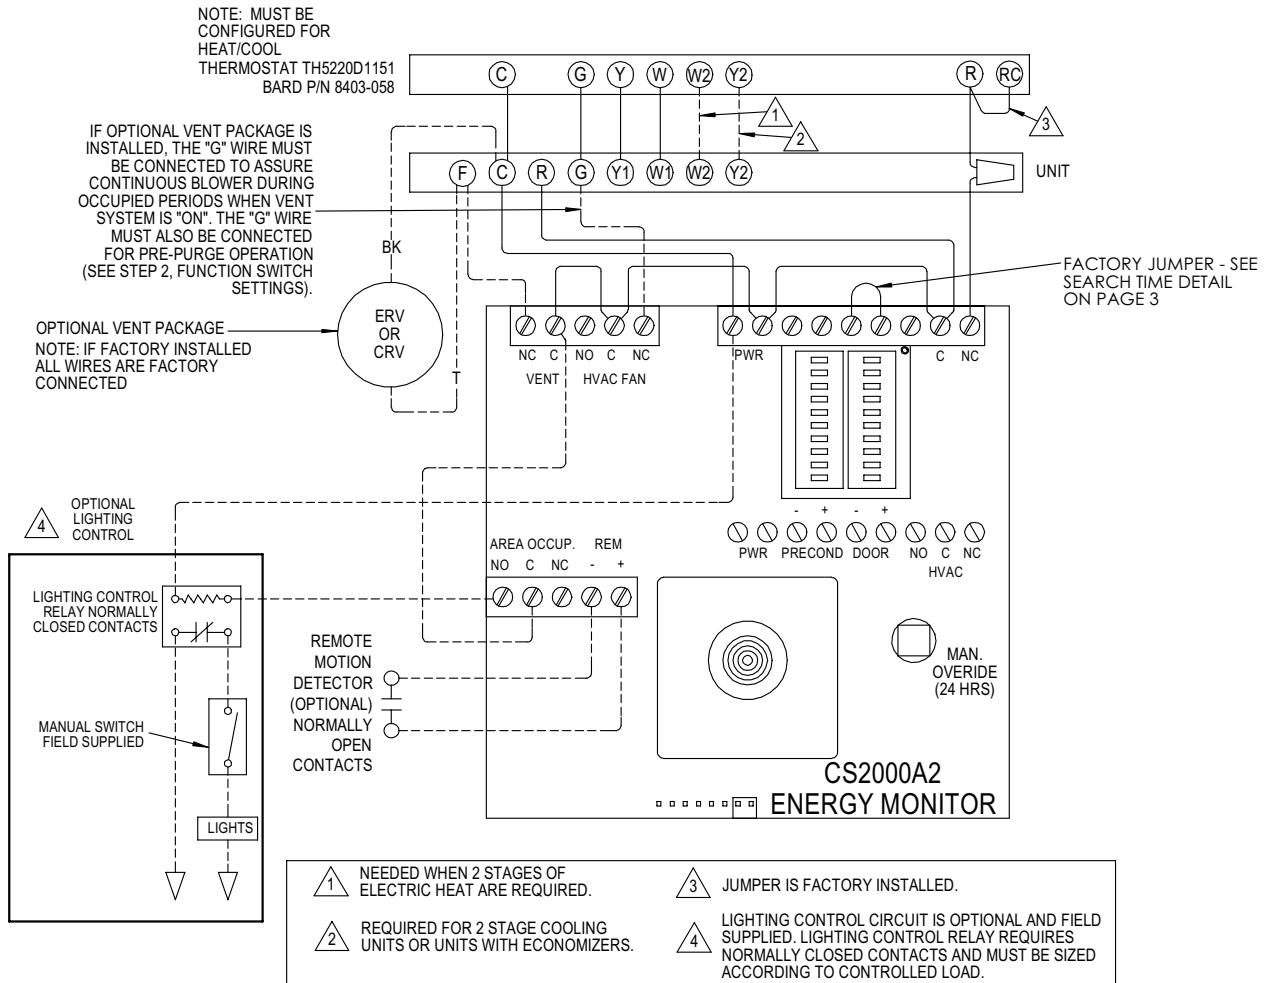 NOTE: MUST BE
CONFIGURED FOR
HEAT/COOL
THERMOSTAT TH5220D1151
BARD P/N 8403-058
C G Y W W2 Y2 R RC
1
2
3
IF OPTIONAL VENT PACKAGE IS
INSTALLED, THE "G" WIRE MUST
BE CONNECTED TO ASSURE
CONTINUOUS BLOWER DURING
OCCUPIED PERIODS WHEN VENT
SYSTEM IS "ON". THE "G" WIRE
MUST ALSO BE CONNECTED
FOR PRE-PURGE OPERATION
(SEE STEP 2, FUNCTION SWITCH
SETTINGS).
F C R G Y1 W1 W2 Y2
UNIT
BK
FACTORY JUMPER - SEE
SEARCH TIME DETAIL
ON PAGE 3
ERV
OR
CRV
T
OPTIONAL VENT PACKAGE
NOTE: IF FACTORY INSTALLED
ALL WIRES ARE FACTORY
CONNECTED
NC C NO C NC
VENT HVAC FAN
PWR C NC
- + - +
PWR PRECOND DOOR NO C NC
HVAC
4
OPTIONAL
LIGHTING
CONTROL
AREA OCCUP. REM
NO C NC - +
LIGHTING CONTROL
RELAY NORMALLY
CLOSED CONTACTS
REMOTE
MOTION
DETECTOR
(OPTIONAL)
NORMALLY
OPEN
CONTACTS
MAN.
OVERIDE
(24 HRS)
MANUAL SWITCH
FIELD SUPPLIED
LIGHTS
CS2000A2
ENERGY MONITOR
1 NEEDED WHEN 2 STAGES OF
ELECTRIC HEAT ARE REQUIRED.
2 REQUIRED FOR 2 STAGE COOLING
UNITS OR UNITS WITH ECONOMIZERS.
3 JUMPER IS FACTORY INSTALLED.
4 LIGHTING CONTROL CIRCUIT IS OPTIONAL AND FIELD
SUPPLIED. LIGHTING CONTROL RELAY REQUIRES
NORMALLY CLOSED CONTACTS AND MUST BE SIZED
ACCORDING TO CONTROLLED LOAD.